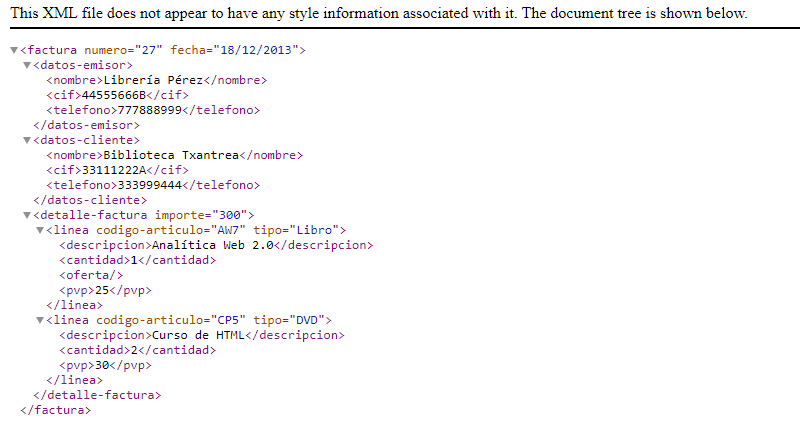 This XML file does not appear to have any style information associated with it. The document tree is shown below.
▼<factura numero="27" fecha="18/12/2013">
▼<datos-emisor>
<nombre>Librería Pérez</nombre>
<cif>44555666B</cif>
<telefono>777888999</telefono>
</datos-emisor>
▼<datos-cliente>
<nombre>Biblioteca Txantrea</nombre>
<cif>33111222A</cif>
<telefono>333999444</telefono>
</datos-cliente>
▼<detalle-factura importe="300">
▼<linea codigo-articulo="AW7" tipo="Libro">
<descripcion>Analítica Web 2.0</descripcion>
<cantidad>1</cantidad>
<oferta/>
<pvp>25</pvp>
</linea>
▼<linea codigo-articulo="CP5" tipo="DVD">
<descripcion>Curso de HTML</descripcion>
<cantidad>2</cantidad>
<pvp>30</pvp>
</linea>
</detalle-factura>
</factura>